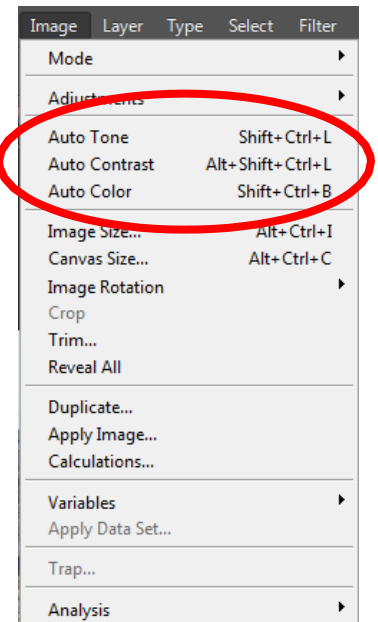 Image Layer Type Select Filter
Mode
Adjustments
Auto Tone Shift+Ctrl+L
Auto Contrast Alt+Shift+Ctrl+L
Auto Color Shift+Ctrl+B
Image Size... Alt+Ctrl+I
Canvas Size... Alt+Ctrl+C
Image Rotation
Crop
Trim...
Reveal All
Duplicate...
Apply Image...
Calculations...
Variables
Apply Data Set...
Trap...
Analysis